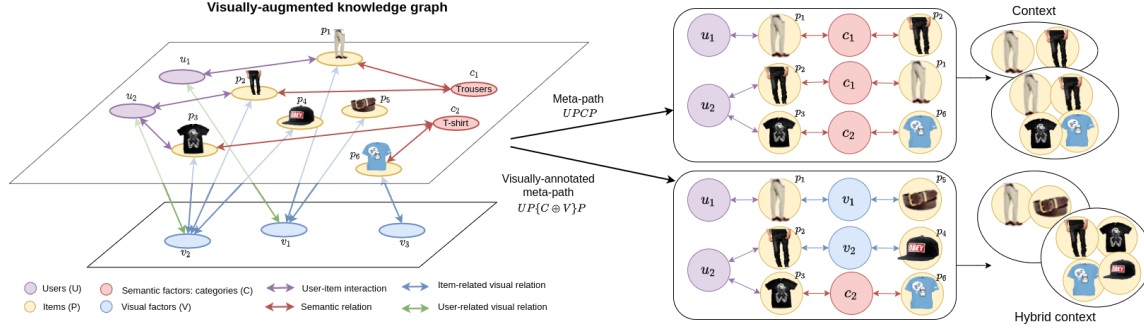 Visually-augmented knowledge graph
p1
u1
c1
p2
Trousers
u2
p4
p5
c2
p3
T-shirt
p6
v2
v1
v3
Users (U)
Items (P)
Semantic factors: categories (C)
Visual factors (V)
User-item interaction
Semantic relation
Item-related visual relation
User-related visual relation
Meta-path
UPCP
Visually-annotated
meta-path
UP{C ⊕ V}P
u1 p1 c1 p2
u2 p2 c1 p1
p3 c2 p6
u1 p1 v1 p5
u2 p2 v2 p4
OBEY
p3 c2 p6
Context
Hybrid context